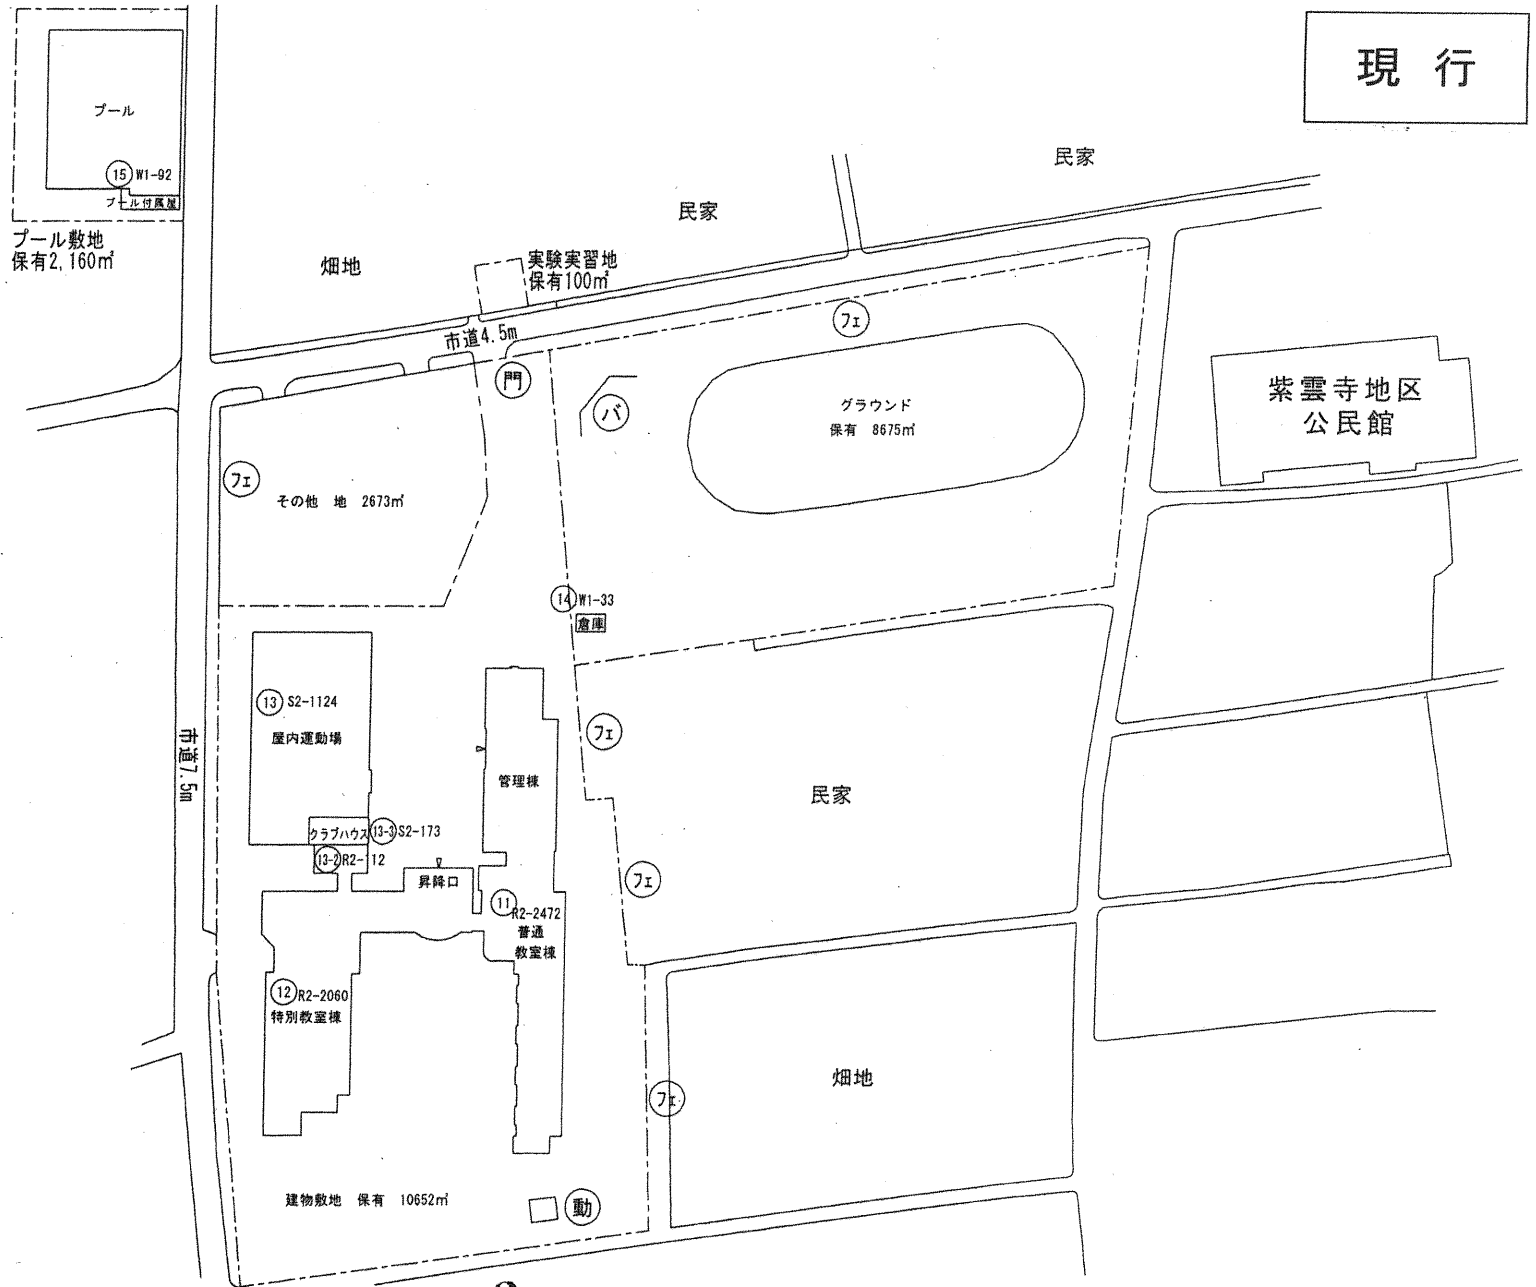 現 行
プール
⑮ W1-92
プール付属屋
プール敷地
保有2,160㎡
畑地
民家
民家
実験実習地
保有100㎡
市道4.5m
門
バ
フェ
グラウンド
保有 8675㎡
紫雲寺地区
公民館
フェ
その他 地 2673㎡
⑭ W1-33
倉庫
⑬ S2-1124
屋内運動場
市道7.5m
管理棟
フェ
民家
クラブハウス 13-3 S2-173
13-2 R2-112
昇降口
フェ
⑪ R2-2472
普通
教室棟
⑫ R2-2060
特別教室棟
畑地
フェ
建物敷地 保有 10652㎡
動